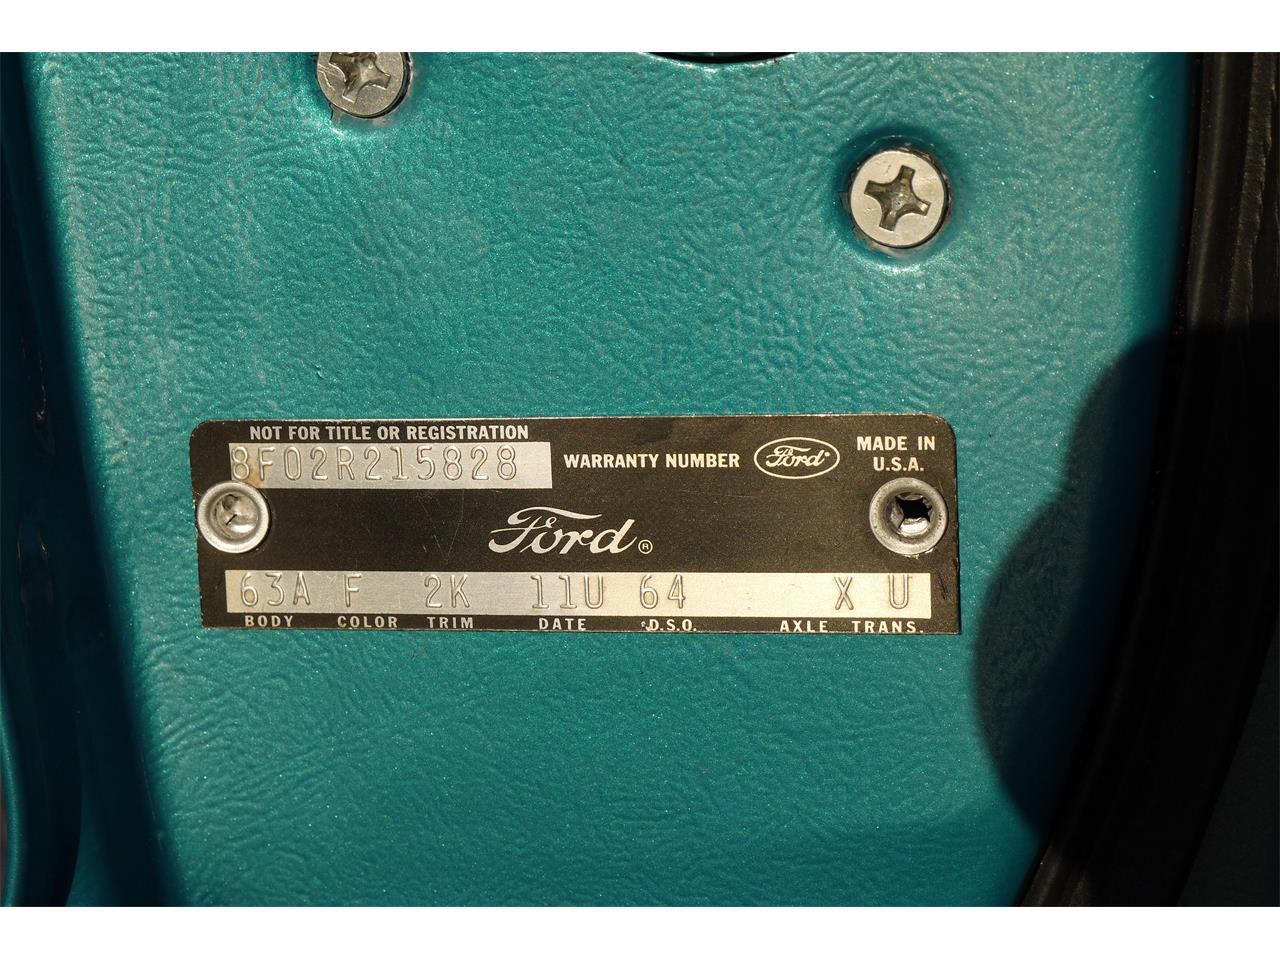 NOT FOR TITLE OR REGISTRATION
8F02R215828 WARRANTY NUMBER Ford MADE IN
U.S.A.
Ford ®
63A F 2K 11U 64 X U
BODY COLOR TRIM DATE D.S.O. AXLE TRANS.